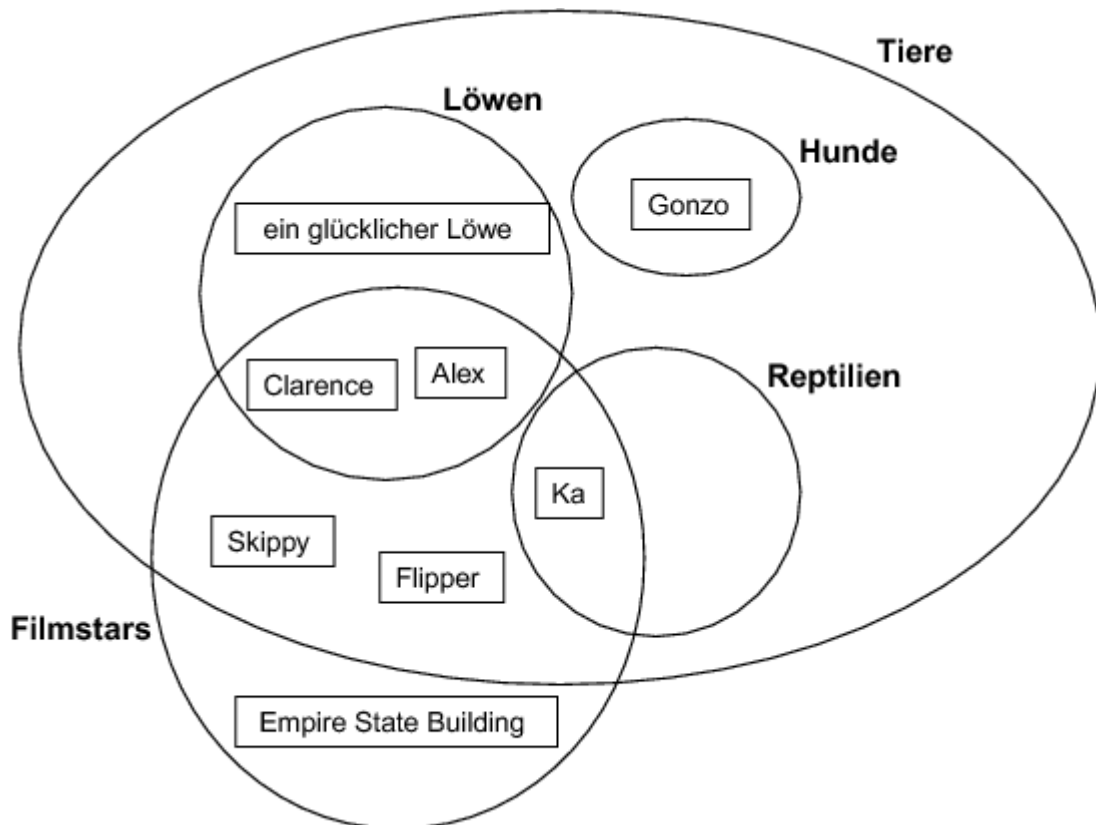 Tiere
Löwen
Hunde
Gonzo
ein glücklicher Löwe
Clarence
Alex
Reptilien
Ka
Skippy
Flipper
Filmstars
Empire State Building